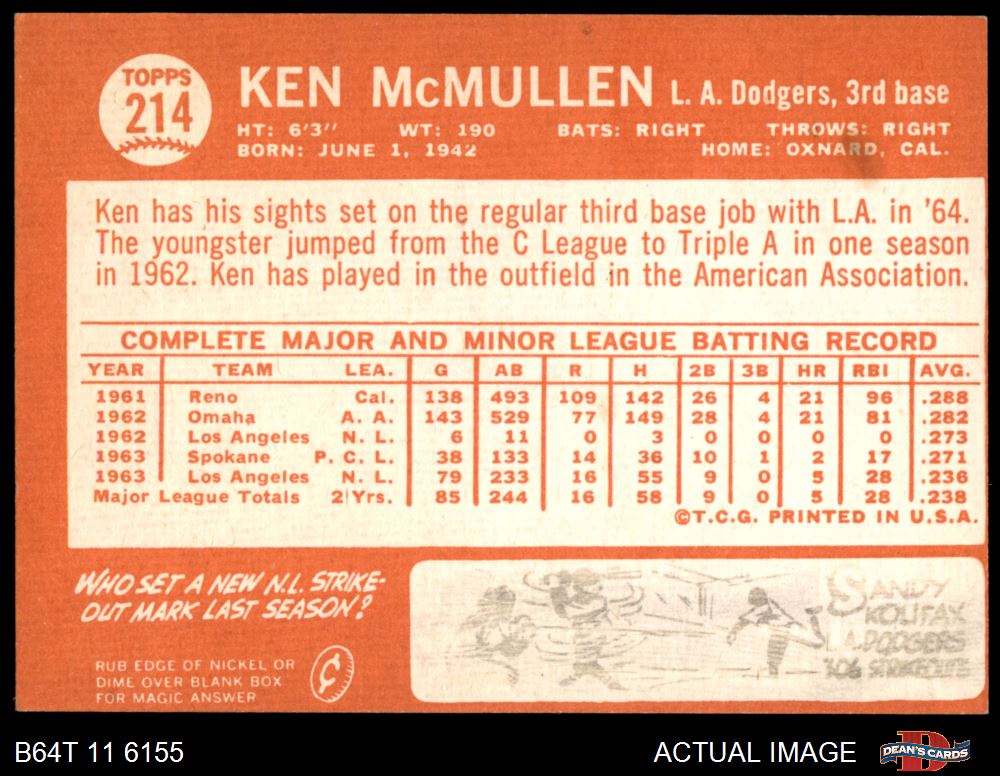 TOPPS
214
KEN McMULLEN L. A. Dodgers, 3rd base
HT: 6'3" WT: 190 BATS: RIGHT THROWS: RIGHT
BORN: JUNE 1, 1942 HOME: OXNARD, CAL.
Ken has his sights set on the regular third base job with L.A. in '64.
The youngster jumped from the C League to Triple A in one season
in 1962. Ken has played in the outfield in the American Association.
COMPLETE MAJOR AND MINOR LEAGUE BATTING RECORD
YEAR TEAM LEA. G AB R H 2B 3B HR RBI AVG.
1961 Reno Cal. 138 493 109 142 26 4 21 96 .288
1962 Omaha A. A. 143 529 77 149 28 4 21 81 .282
1962 Los Angeles N. L. 6 11 0 3 0 0 0 0 .273
1963 Spokane P. C. L. 38 133 14 36 10 1 2 17 .271
1963 Los Angeles N. L. 79 233 16 55 9 0 5 28 .236
Major League Totals 2 Yrs. 85 244 16 58 9 0 5 28 .238
©T.C.G. PRINTED IN U.S.A.
WHO SET A NEW N.L. STRIKE-
OUT MARK LAST SEASON?
RUB EDGE OF NICKEL OR
DIME OVER BLANK BOX
FOR MAGIC ANSWER
SANDY
KOUFAX
L.A. DODGERS
306 STRIKEOUTS
B64T 11 6155 ACTUAL IMAGE DEAN'S CARDS